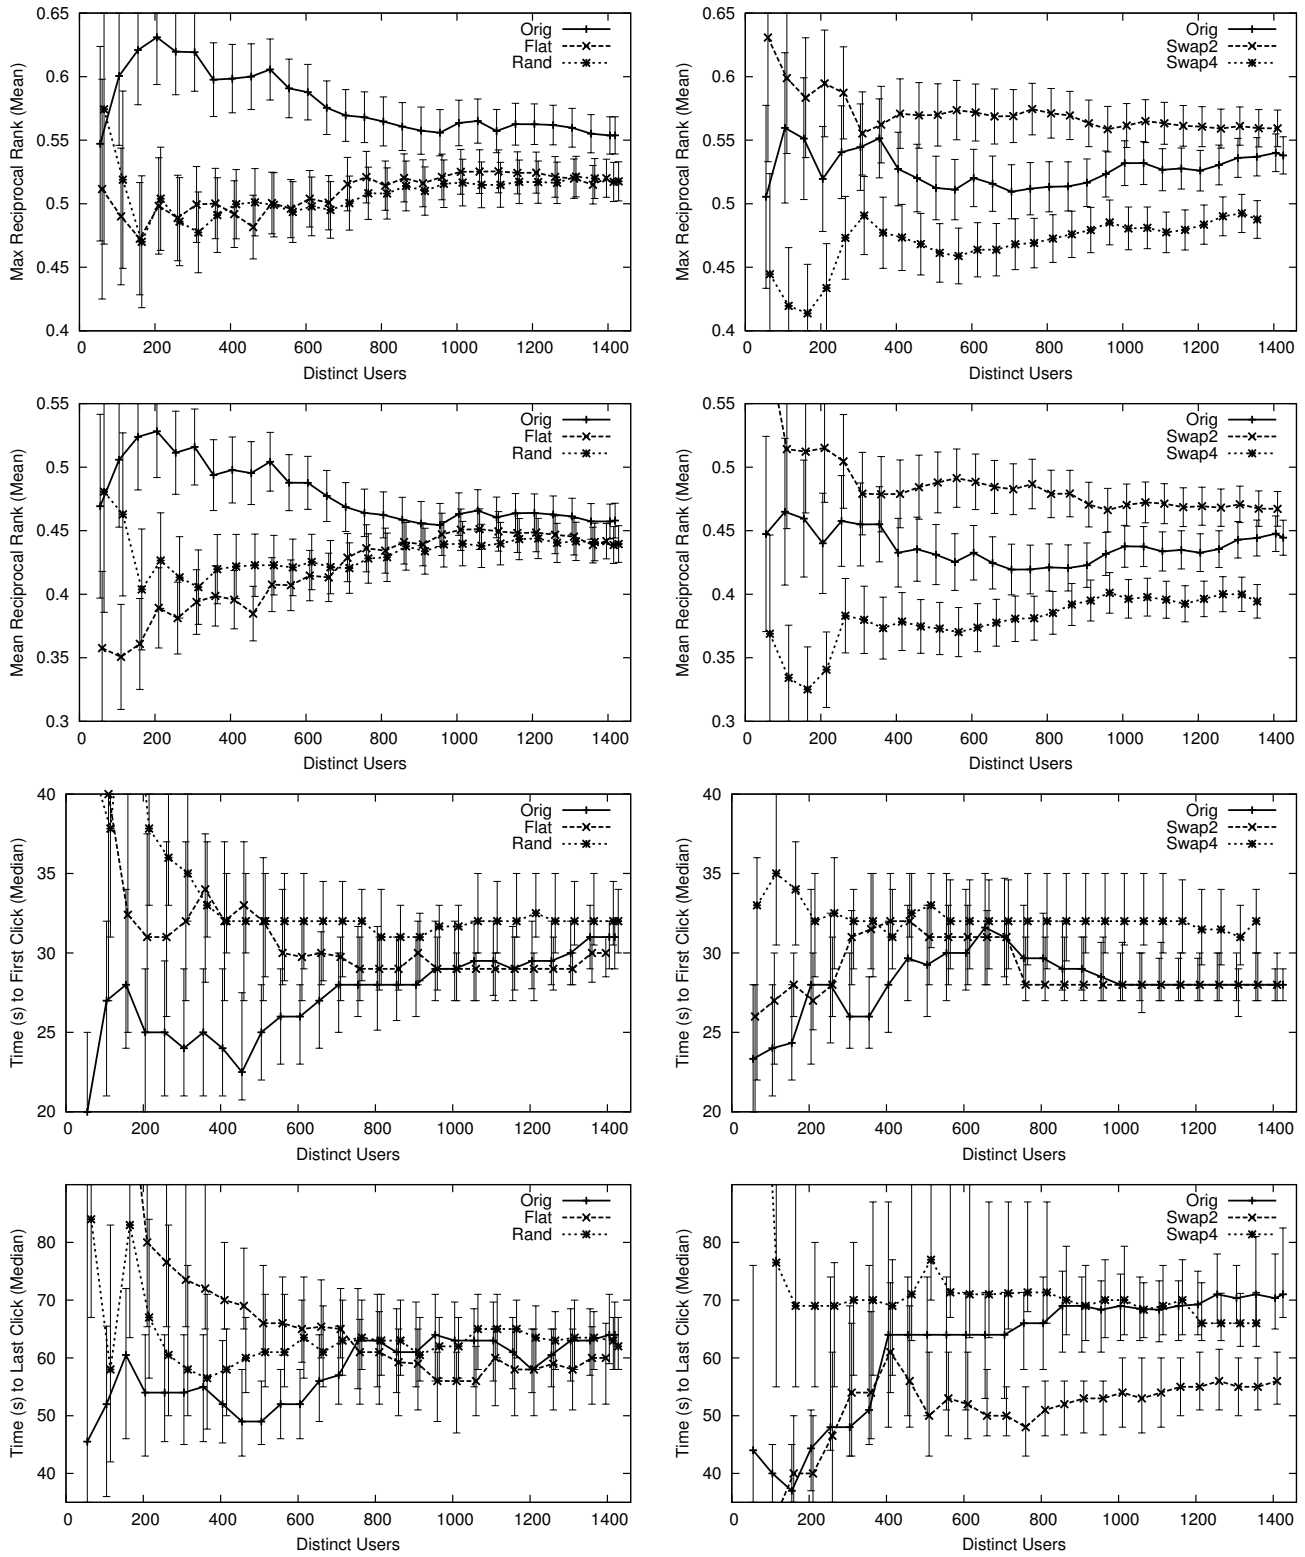 0.65
0.6
0.55
0.5
0.45
0.4
0 200 400 600 800 1000 1200 1400
Max Reciprocal Rank (Mean)
Distinct Users
Orig
Flat
Rand
0.65
0.6
0.55
0.5
0.45
0.4
0 200 400 600 800 1000 1200 1400
Max Reciprocal Rank (Mean)
Distinct Users
Orig
Swap2
Swap4
0.55
0.5
0.45
0.4
0.35
0.3
0 200 400 600 800 1000 1200 1400
Mean Reciprocal Rank (Mean)
Distinct Users
Orig
Flat
Rand
0.55
0.5
0.45
0.4
0.35
0.3
0 200 400 600 800 1000 1200 1400
Mean Reciprocal Rank (Mean)
Distinct Users
Orig
Swap2
Swap4
40
35
30
25
20
0 200 400 600 800 1000 1200 1400
Time (s) to First Click (Median)
Distinct Users
Orig
Flat
Rand
40
35
30
25
20
0 200 400 600 800 1000 1200 1400
Time (s) to First Click (Median)
Distinct Users
Orig
Swap2
Swap4
80
70
60
50
40
0 200 400 600 800 1000 1200 1400
Time (s) to Last Click (Median)
Distinct Users
Orig
Flat
Rand
80
70
60
50
40
0 200 400 600 800 1000 1200 1400
Time (s) to Last Click (Median)
Distinct Users
Orig
Swap2
Swap4